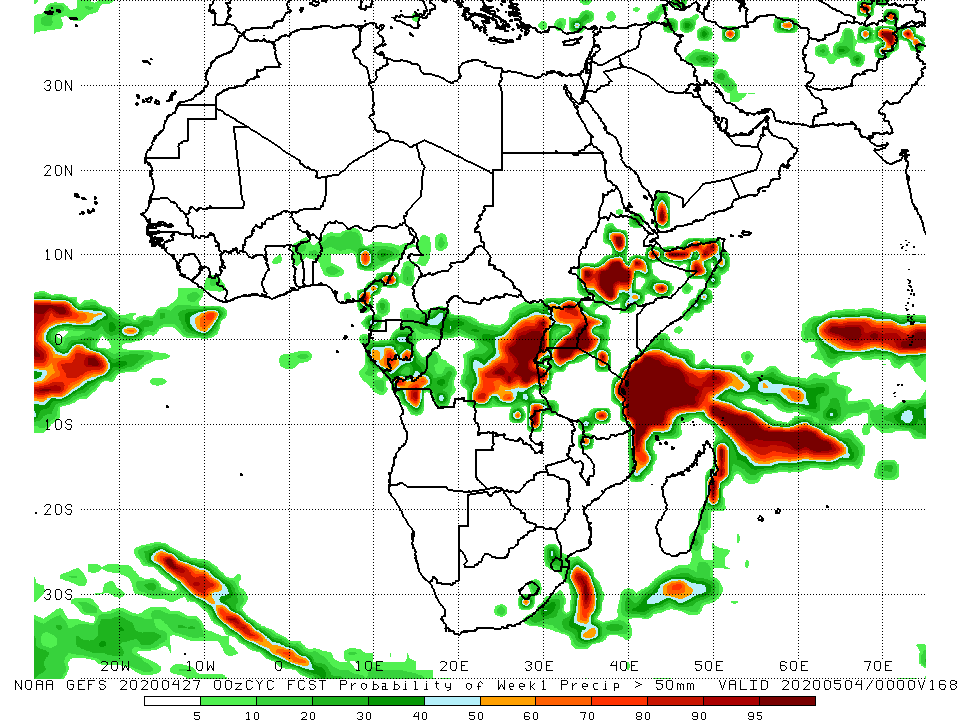 30N
20N
10N
0
10S
20S
30S
20W 10W 0 10E 20E 30E 40E 50E 60E 70E
NOAA GEFS 20200427 00zCYC FCST Probability of Week1 Precip > 50mm VALID 20200504/0000V168
5 10 20 30 40 50 60 70 80 90 95